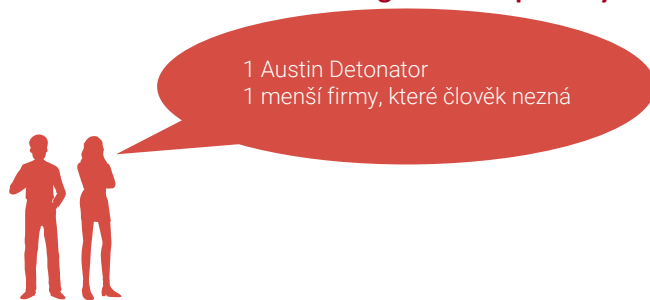 1 Austin Detonator
1 menší firmy, které člověk nezná